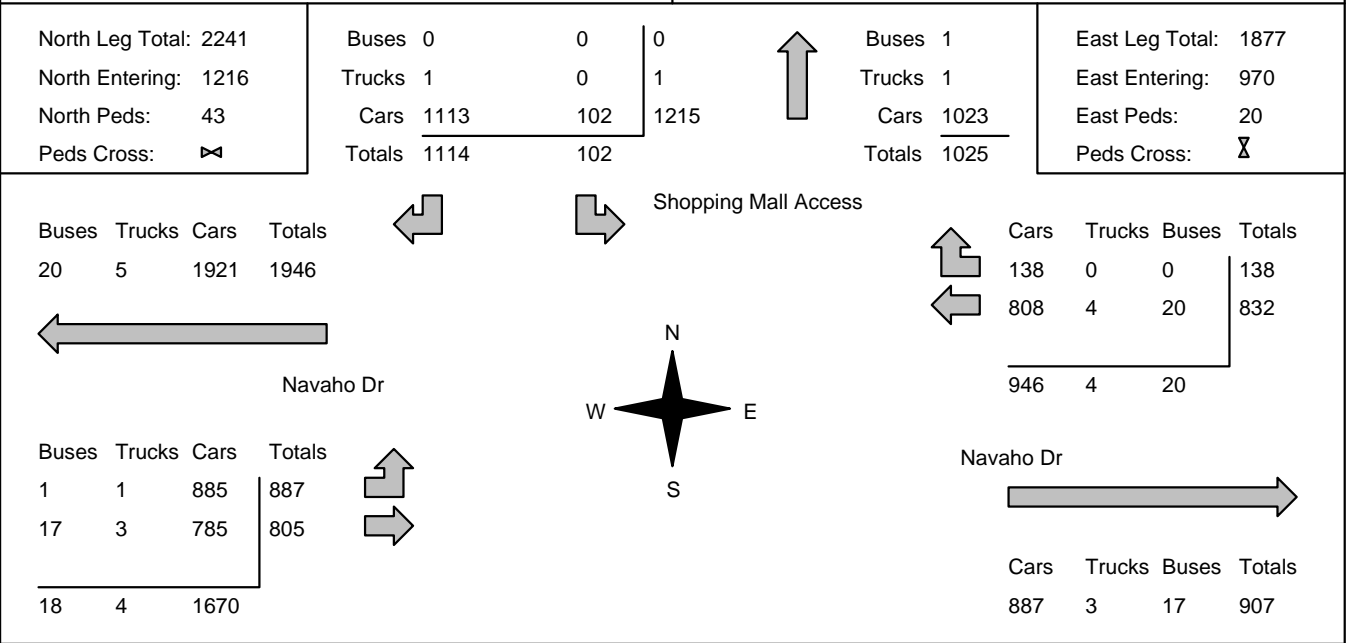 North Leg Total: 2241
North Entering: 1216
North Peds: 43
Peds Cross:
Buses 0 0 0
Trucks 1 0 1
Cars 1113 102 1215
Totals 1114 102
Buses 1
Trucks 1
Cars 1023
Totals 1025
East Leg Total: 1877
East Entering: 970
East Peds: 20
Peds Cross:
Shopping Mall Access
Buses Trucks Cars Totals
20 5 1921 1946
Cars Trucks Buses Totals
138 0 0 138
808 4 20 832
946 4 20
Navaho Dr
N
W E
S
Buses Trucks Cars Totals
1 1 885 887
17 3 785 805
18 4 1670
Navaho Dr
Cars Trucks Buses Totals
887 3 17 907